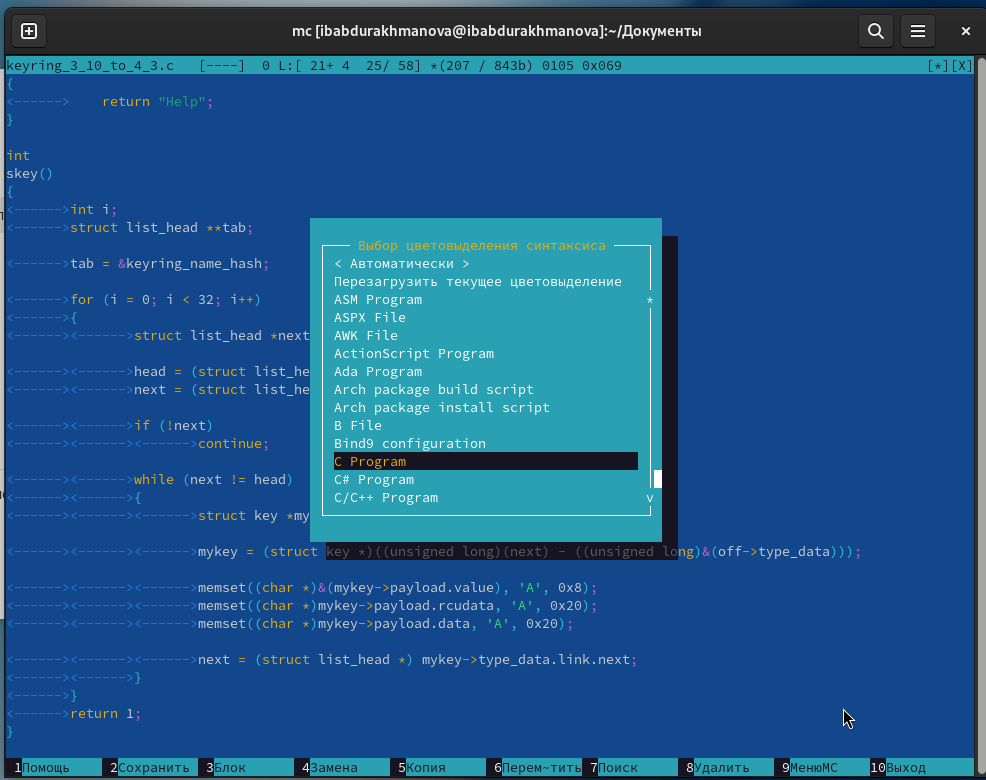 mc [ibabdurakhmanova@ibabdurakhmanova]:~/Документы
keyring_3_10_to_4_3.c   [----]  0 L:[ 21+ 4  25/ 58] *(207 / 843b) 0105 0x069 [*][X]
{
<------>    return "Help";
}
int
skey()
{
<------>int i;
<------>struct list_head **tab;
<------>tab = &keyring_name_hash;
<------>for (i = 0; i < 32; i++)
<------>{
<------><------>struct list_head *next
<------><------>head = (struct list_he
<------><------>next = (struct list_he
<------><------>if (!next)
<------><------><------>continue;
<------><------>while (next != head)
<------><------>{
<------><------><------>struct key *my
<------><------><------>mykey = (struct key *)((unsigned long)(next) - ((unsigned long)&(off->type_data)));
<------><------><------>memset((char *)&(mykey->payload.value), 'A', 0x8);
<------><------><------>memset((char *)mykey->payload.rcudata, 'A', 0x20);
<------><------><------>memset((char *)mykey->payload.data, 'A', 0x20);
<------><------><------>next = (struct list_head *) mykey->type_data.link.next;
<------><------>}
<------>}
<------>return 1;
}
Выбор цветовыделения синтаксиса
< Автоматически >
Перезагрузить текущее цветовыделение
ASM Program
ASPX File
AWK File
ActionScript Program
Ada Program
Arch package build script
Arch package install script
B File
Bind9 configuration
C Program
C# Program
C/C++ Program
1Помощь 2Сохранить 3Блок 4Замена 5Копия 6Перем~тить 7Поиск 8Удалить 9МенюMC 10Выход